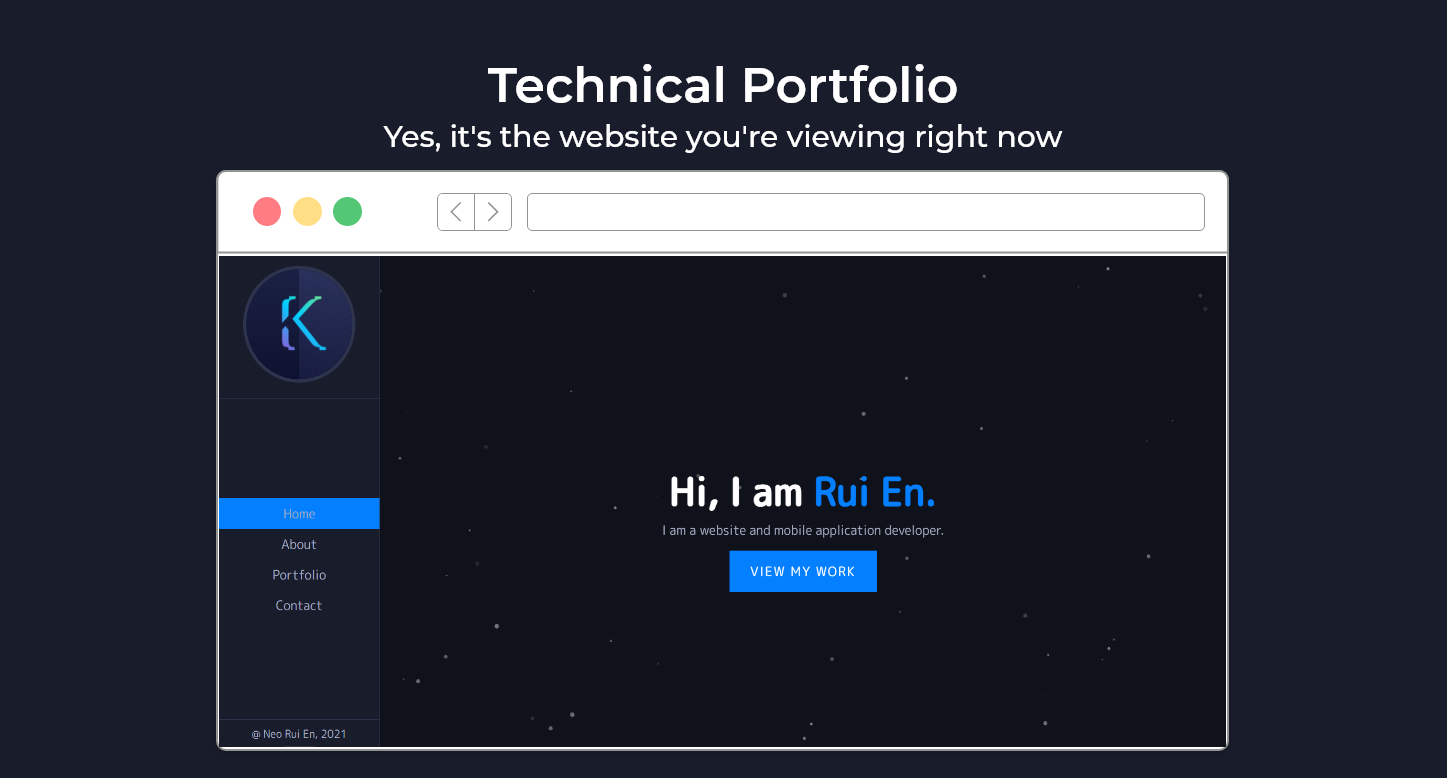 Technical Portfolio
Yes, it's the website you're viewing right now
K
Home
About
Portfolio
Contact
@ Neo Rui En, 2021
Hi, I am Rui En.
I am a website and mobile application developer.
VIEW MY WORK